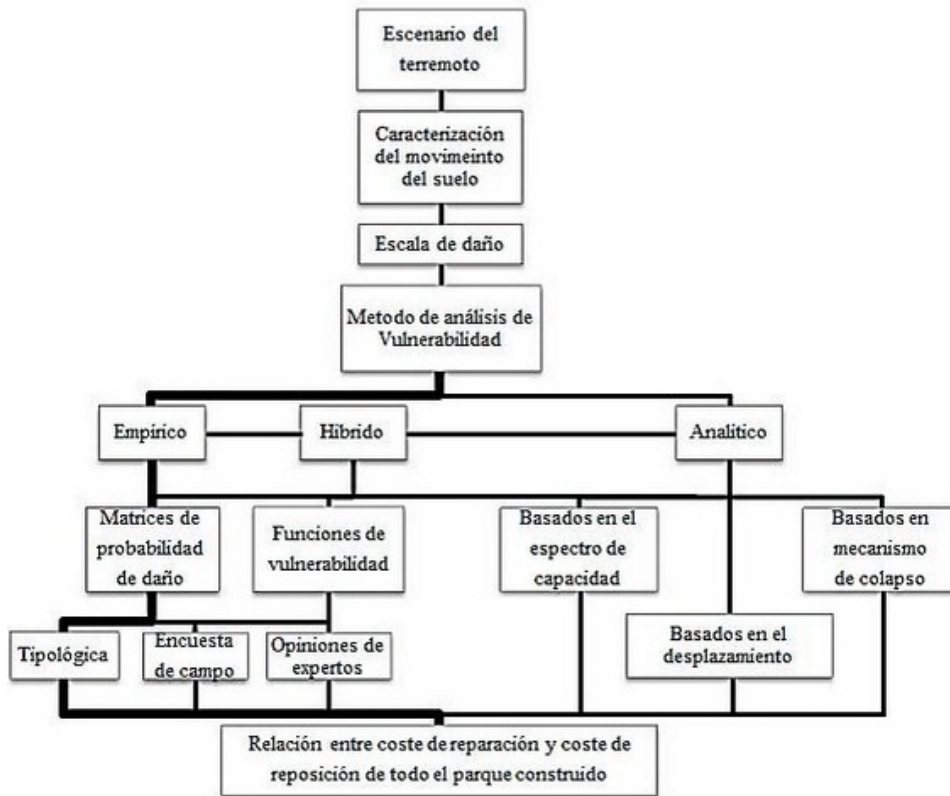 Escenario del
terremoto
Caracterización
del movimeinto
del suelo
Escala de daño
Metodo de análisis de
Vulnerabilidad
Empírico
Híbrido
Analítico
Matrices de
probabilidad
de daño
Funciones de
vulnerabilidad
Basados en el
espectro de
capacidad
Basados en
mecanismo
de colapso
Tipológica
Encuesta
de campo
Opiniones de
expertos
Basados en el
desplazamiento
Relación entre coste de reparación y coste de
reposición de todo el parque construido